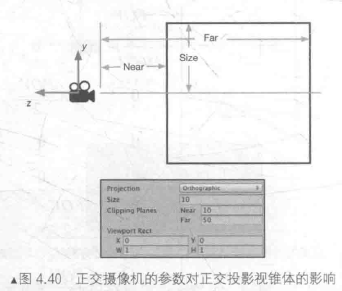 y
Far
Size
Near
z
Projection Orthographic
Size 10
Clipping Planes Near 10
Far 50
Viewport Rect
X 0 Y 0
W 1 H 1
▲图 4.40 正交摄像机的参数对正交投影视锥体的影响